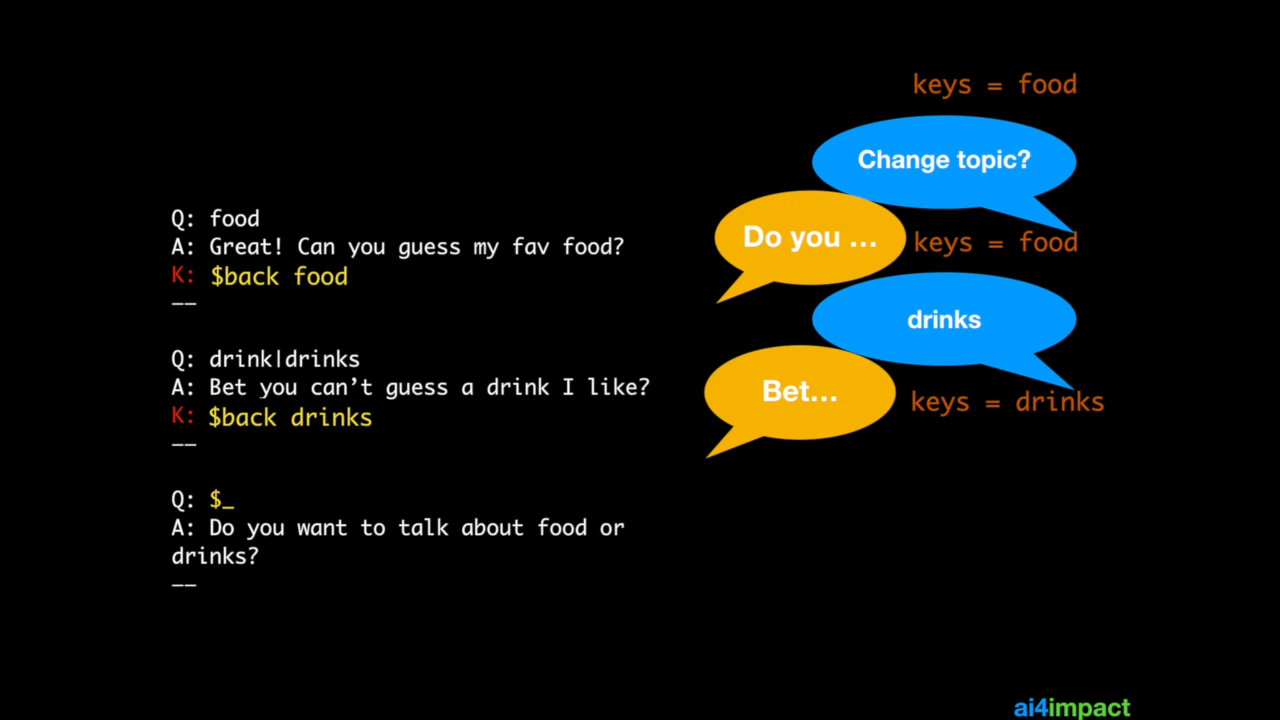 Q: food
A: Great! Can you guess my fav food?
K: $back food
——
Q: drink|drinks
A: Bet you can’t guess a drink I like?
K: $back drinks
——
Q: $_
A: Do you want to talk about food or
drinks?
——
keys = food
Change topic?
Do you ...
keys = food
drinks
Bet...
keys = drinks
ai4impact